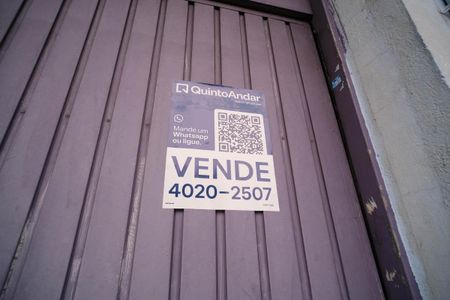 QuintoAndar
Mande um
Whatsapp
ou ligue.
VENDE
4020-2507